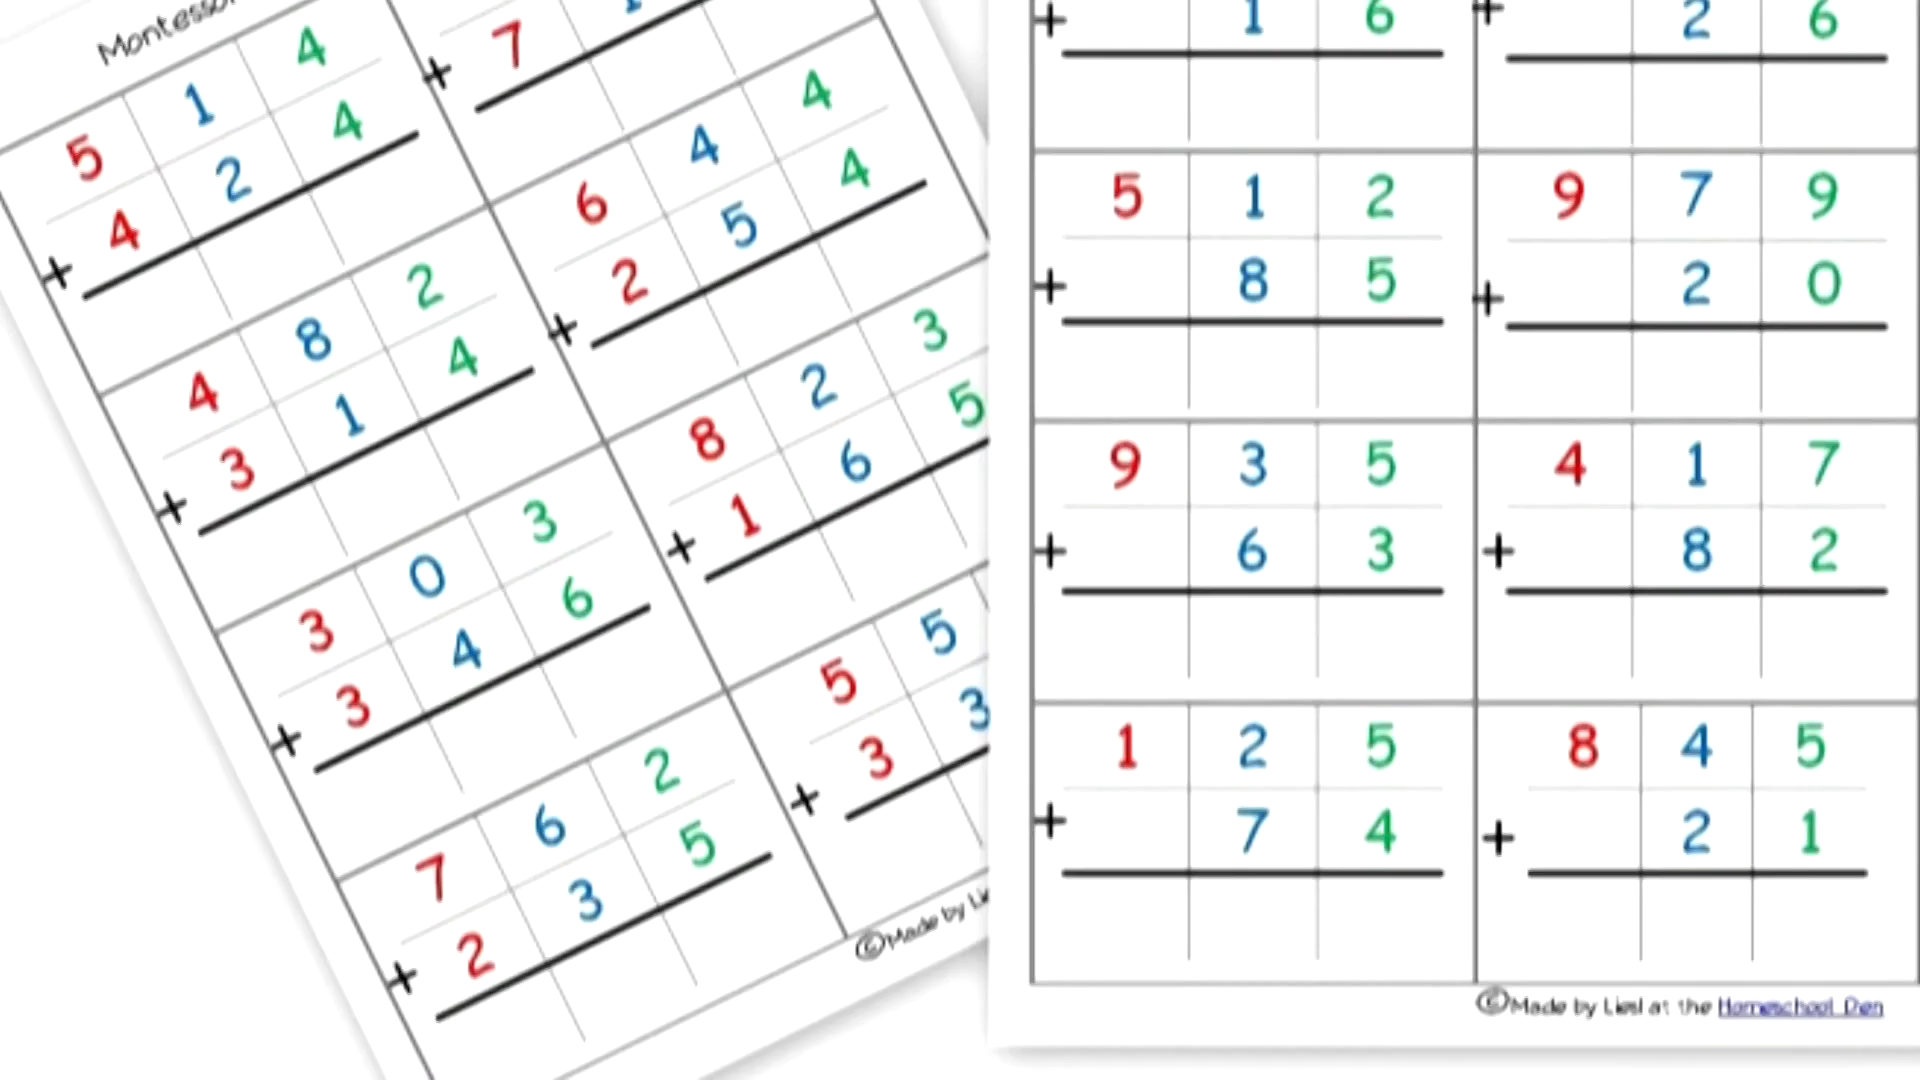 5 1 4
+ 4 2 4
4 8 2
+ 3 1 4
3 0 3
+ 3 4 6
7 6 2
+ 2 3 5
+ 7
6 4 4
+ 2 5 4
8 2 3
+ 1 6 5
5 5
+ 3 3
©Made by
+ 1 6
+ 2 6
5 1 2
+ 8 5
9 7 9
+ 2 0
9 3 5
+ 6 3
4 1 7
+ 8 2
1 2 5
+ 7 4
8 4 5
+ 2 1
©Made by Liesl at the Homeschool Den